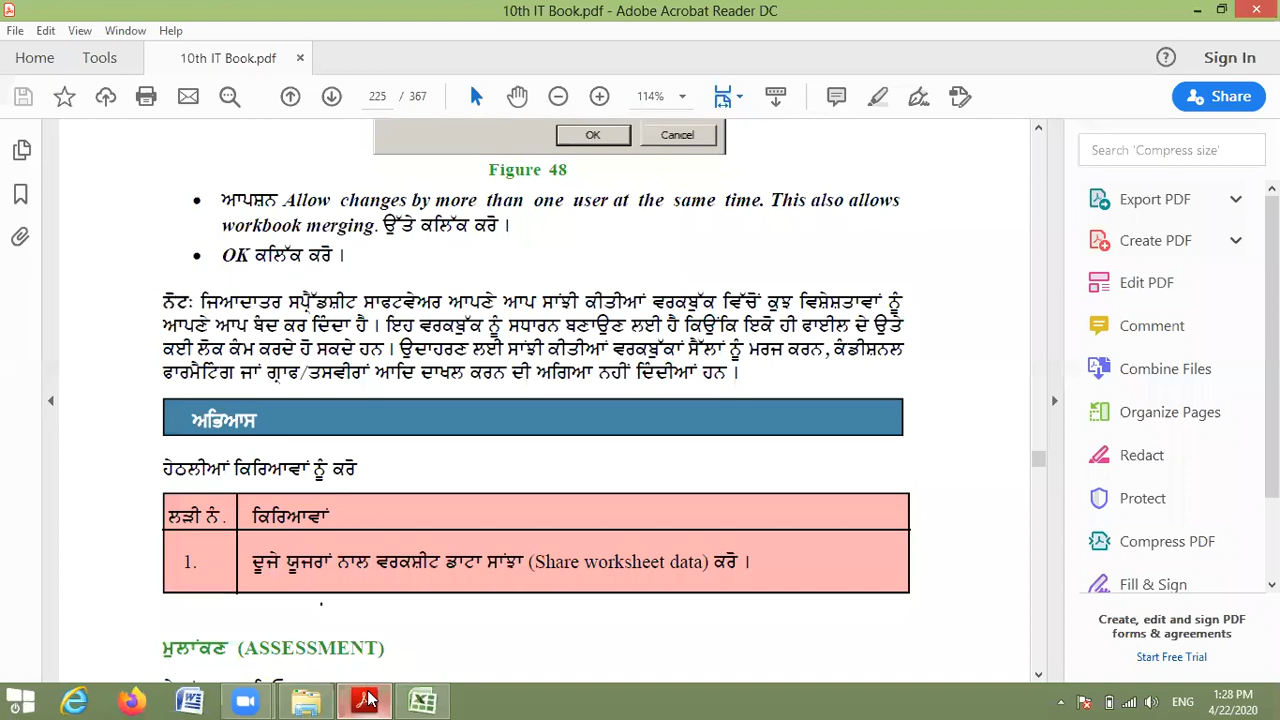 10th IT Book.pdf - Adobe Acrobat Reader DC
File Edit View Window Help
Home Tools 10th IT Book.pdf × Sign In
225 / 367 114% Share
OK Cancel
Figure 48
• ਆਪਸ਼ਨ Allow changes by more than one user at the same time. This also allows
workbook merging. ਉੱਤੇ ਕਲਿੱਕ ਕਰੋ ।
• OK ਕਲਿੱਕ ਕਰੋ ।
ਨੋਟ: ਜਿਆਦਾਤਰ ਸਪ੍ਰੈੱਡਸ਼ੀਟ ਸਾਫਟਵੇਅਰ ਆਪਣੇ ਆਪ ਸਾਂਝੀ ਕੀਤੀਆਂ ਵਰਕਬੁੱਕ ਵਿੱਚੋਂ ਕੁਝ ਵਿਸ਼ੇਸ਼ਤਾਵਾਂ ਨੂੰ
ਆਪਣੇ ਆਪ ਬੰਦ ਕਰ ਦਿੰਦਾ ਹੈ । ਇਹ ਵਰਕਬੁੱਕ ਨੂੰ ਸਧਾਰਨ ਬਣਾਉਣ ਲਈ ਹੈ ਕਿਉਂਕਿ ਇਕੋ ਹੀ ਫਾਈਲ ਦੇ ਉਤੇ
ਕਈ ਲੋਕ ਕੰਮ ਕਰਦੇ ਹੋ ਸਕਦੇ ਹਨ । ਉਦਾਹਰਣ ਲਈ ਸਾਂਝੀ ਕੀਤੀਆਂ ਵਰਕਬੁੱਕਾਂ ਸੈੱਲਾਂ ਨੂੰ ਮਰਜ ਕਰਨ, ਕੰਡੀਸ਼ਨਲ
ਫਾਰਮੈਟਿੰਗ ਜਾਂ ਗ੍ਰਾਫ/ਤਸਵੀਰਾਂ ਆਦਿ ਦਾਖਲ ਕਰਨ ਦੀ ਅਗਿਆ ਨਹੀਂ ਦਿੰਦੀਆਂ ਹਨ ।
ਅਭਿਆਸ
ਹੇਠਲੀਆਂ ਕਿਰਿਆਵਾਂ ਨੂੰ ਕਰੋ
ਲੜੀ ਨੰ. ਕਿਰਿਆਵਾਂ
1. ਦੂਜੇ ਯੂਜਰਾਂ ਨਾਲ ਵਰਕਸ਼ੀਟ ਡਾਟਾ ਸਾਂਝਾ (Share worksheet data) ਕਰੋ ।
ਮੁਲਾਂਕਣ (ASSESSMENT)
Search 'Compress size'
Export PDF
Create PDF
Edit PDF
Comment
Combine Files
Organize Pages
Redact
Protect
Compress PDF
Fill & Sign
Create, edit and sign PDF
forms & agreements
Start Free Trial
ENG
1:28 PM
4/22/2020